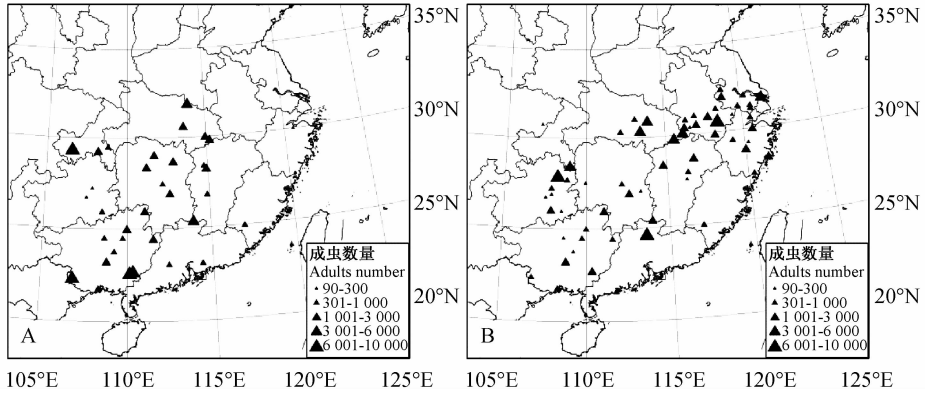 35°N
30°N
25°N
20°N
成虫数量
Adults number
90-300
301-1 000
1 001-3 000
3 001-6 000
6 001-10 000
A
105°E 110°E 115°E 120°E 125°E
35°N
30°N
25°N
20°N
成虫数量
Adults number
90-300
301-1 000
1 001-3 000
3 001-6 000
6 001-10 000
B
105°E 110°E 115°E 120°E 125°E